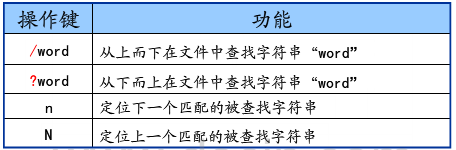 操作键 功能
/word 从上而下在文件中查找字符串“word”
?word 从下而上在文件中查找字符串“word”
n 定位下一个匹配的被查找字符串
N 定位上一个匹配的被查找字符串